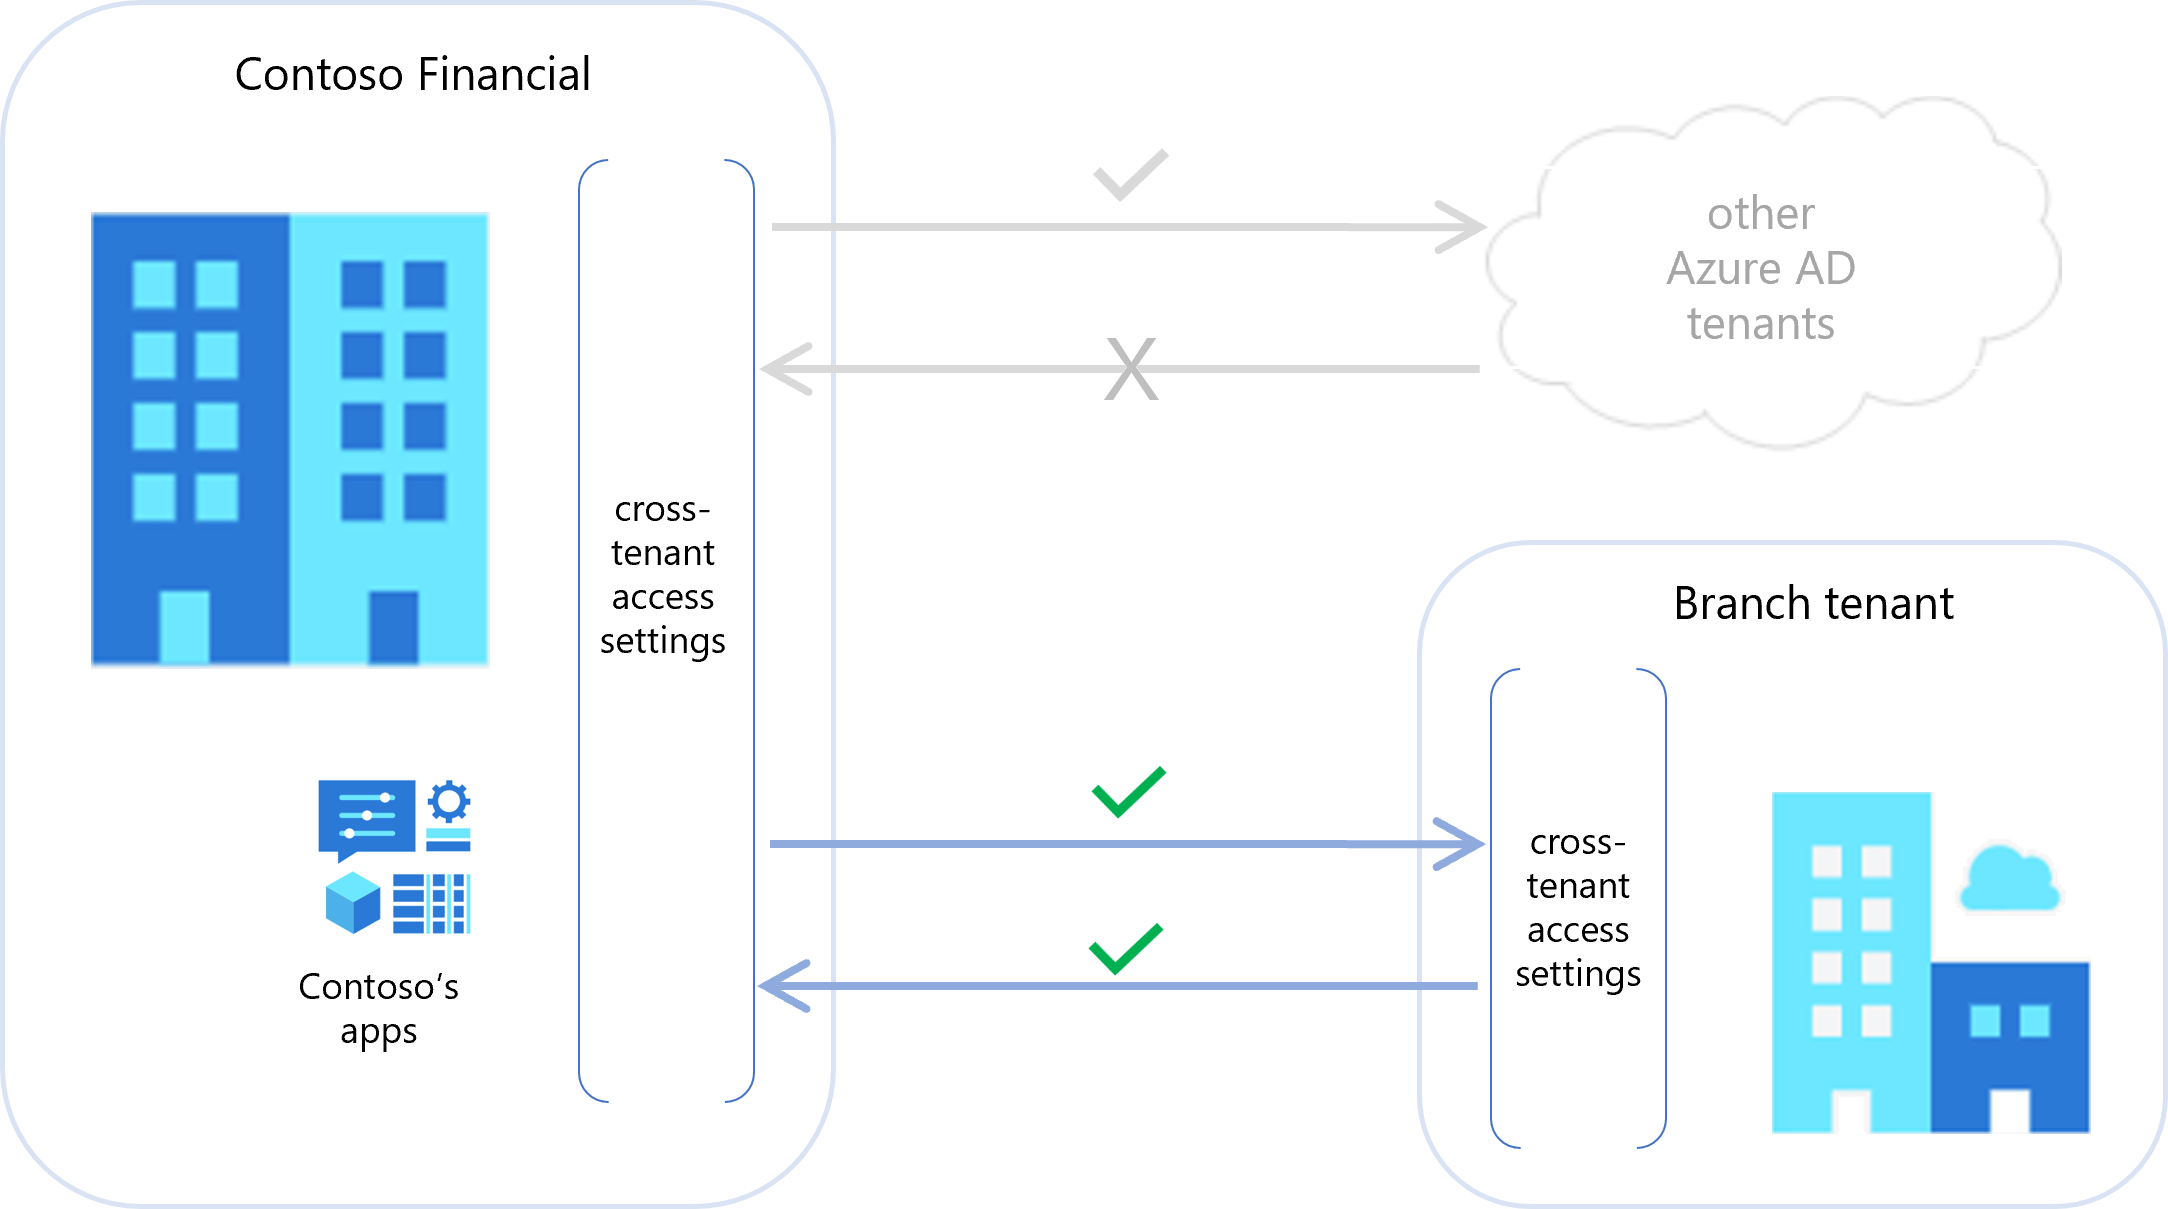 Contoso Financial
other
Azure AD
tenants
X
cross-
tenant
access
settings
Contoso's
apps
Branch tenant
cross-
tenant
access
settings